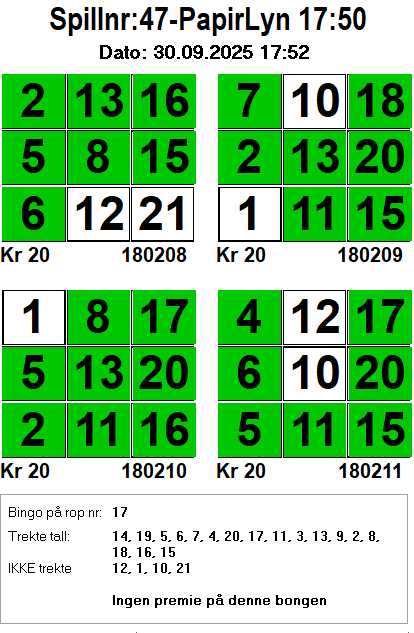 Spillnr:47-PapirLyn 17:50
Dato: 30.09.2025 17:52
2 13 16 7 10 18
5 8 15 2 13 20
6 12 21 1 11 15
Kr 20 180208 Kr 20 180209
1 8 17 4 12 17
5 13 20 6 10 20
2 11 16 5 11 15
Kr 20 180210 Kr 20 180211
Bingo på rop nr: 17
Trekte tall: 14, 19, 5, 6, 7, 4, 20, 17, 11, 3, 13, 9, 2, 8,
18, 16, 15
IKKE trekte 12, 1, 10, 21
Ingen premie på denne bongen